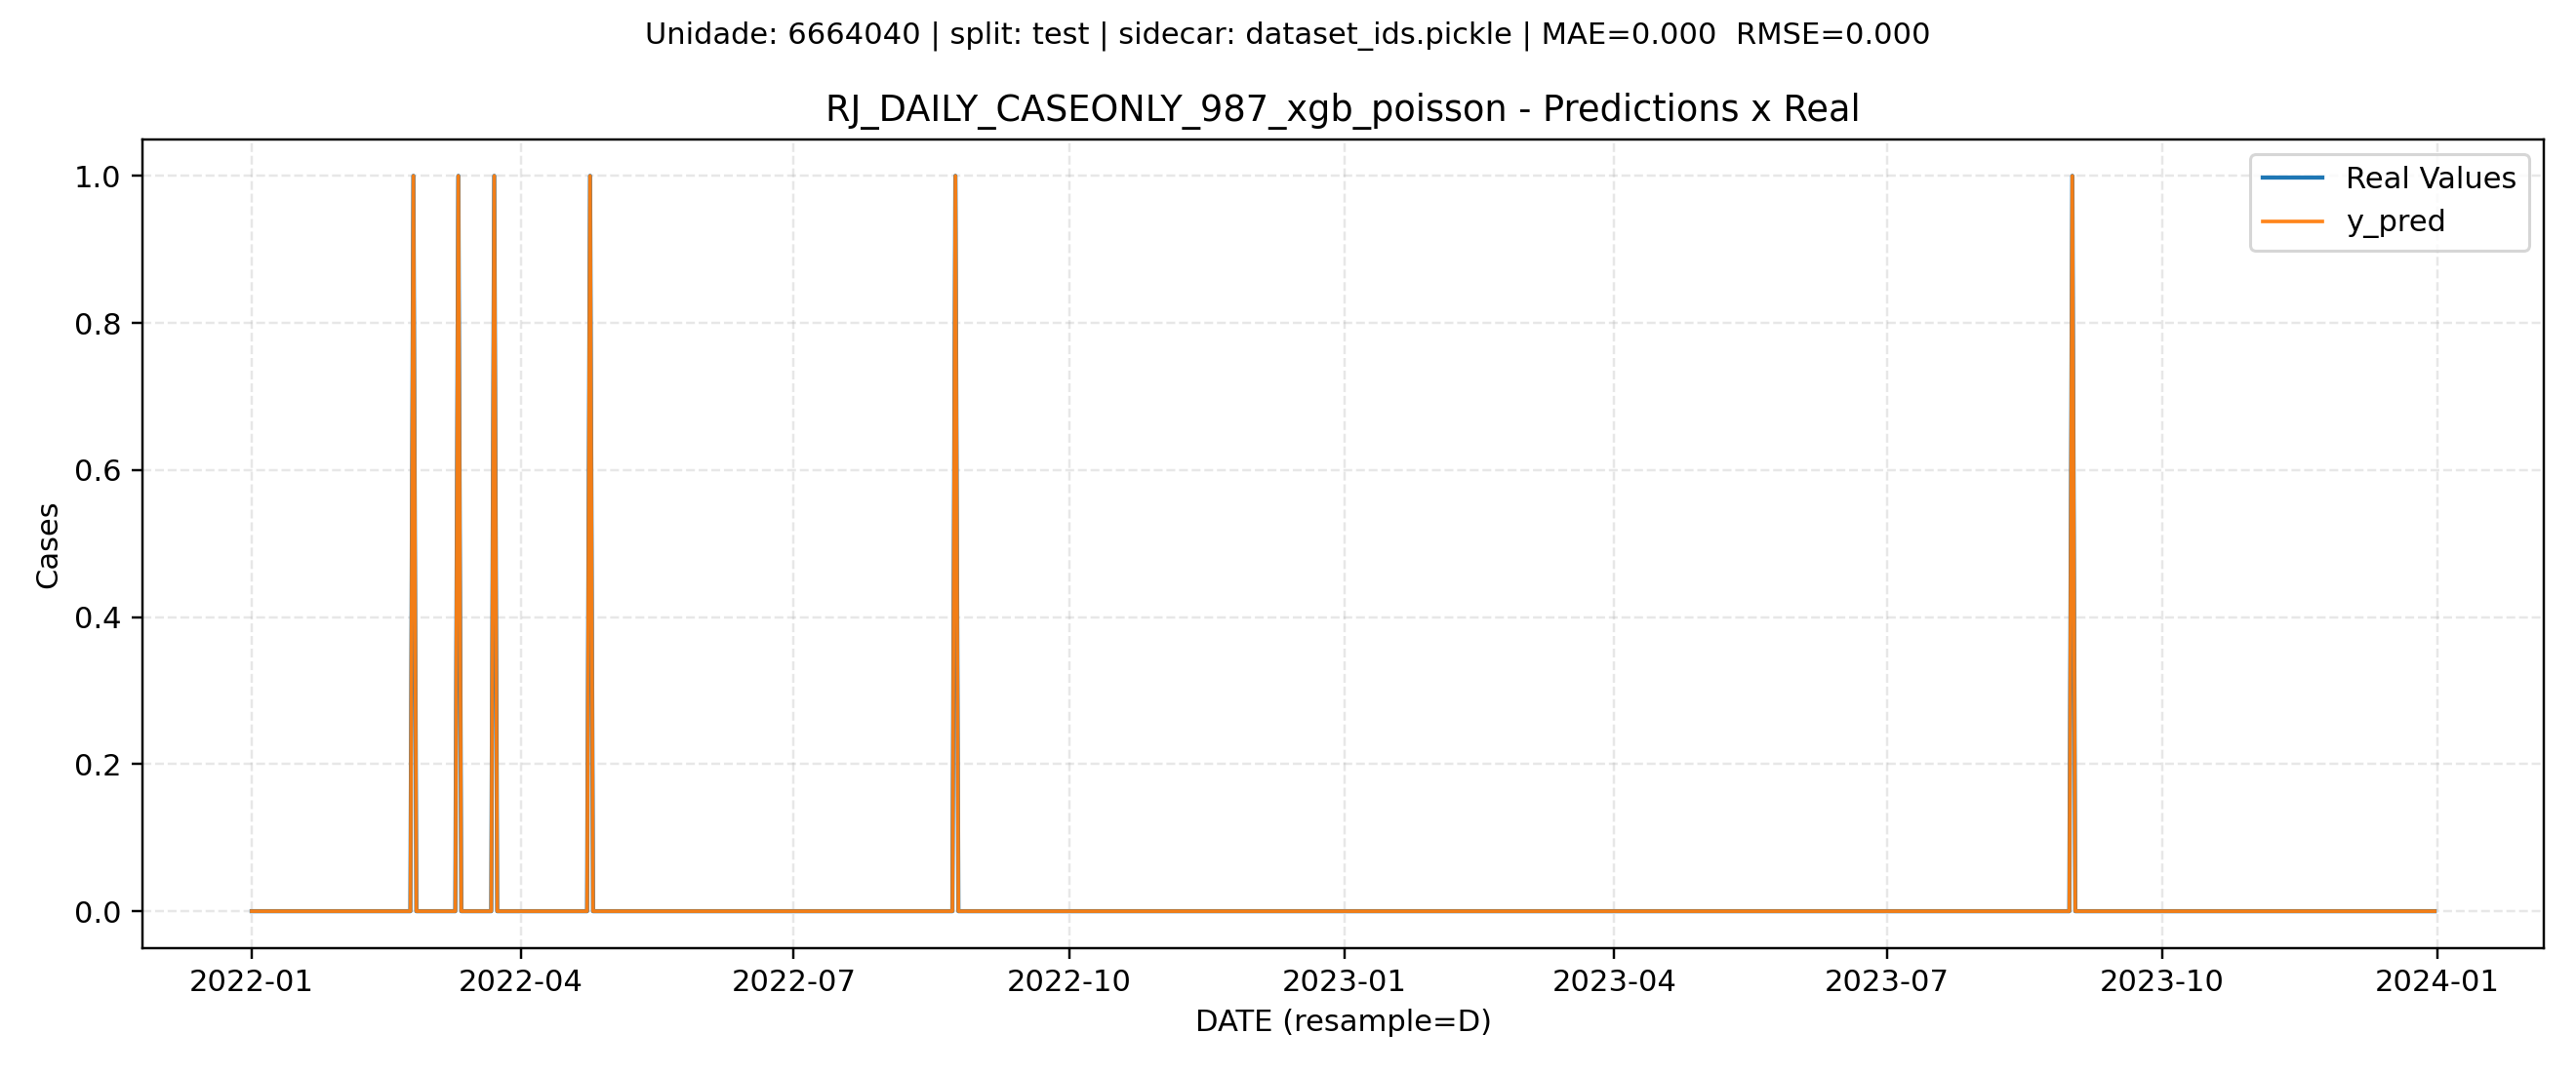 Unidade: 6664040 | split: test | sidecar: dataset_ids.pickle | MAE=0.000  RMSE=0.000
RJ_DAILY_CASEONLY_987_xgb_poisson - Predictions x Real
Real Values
y_pred
1.0
0.8
0.6
0.4
0.2
0.0
Cases
2022-01 2022-04 2022-07 2022-10 2023-01 2023-04 2023-07 2023-10 2024-01
DATE (resample=D)